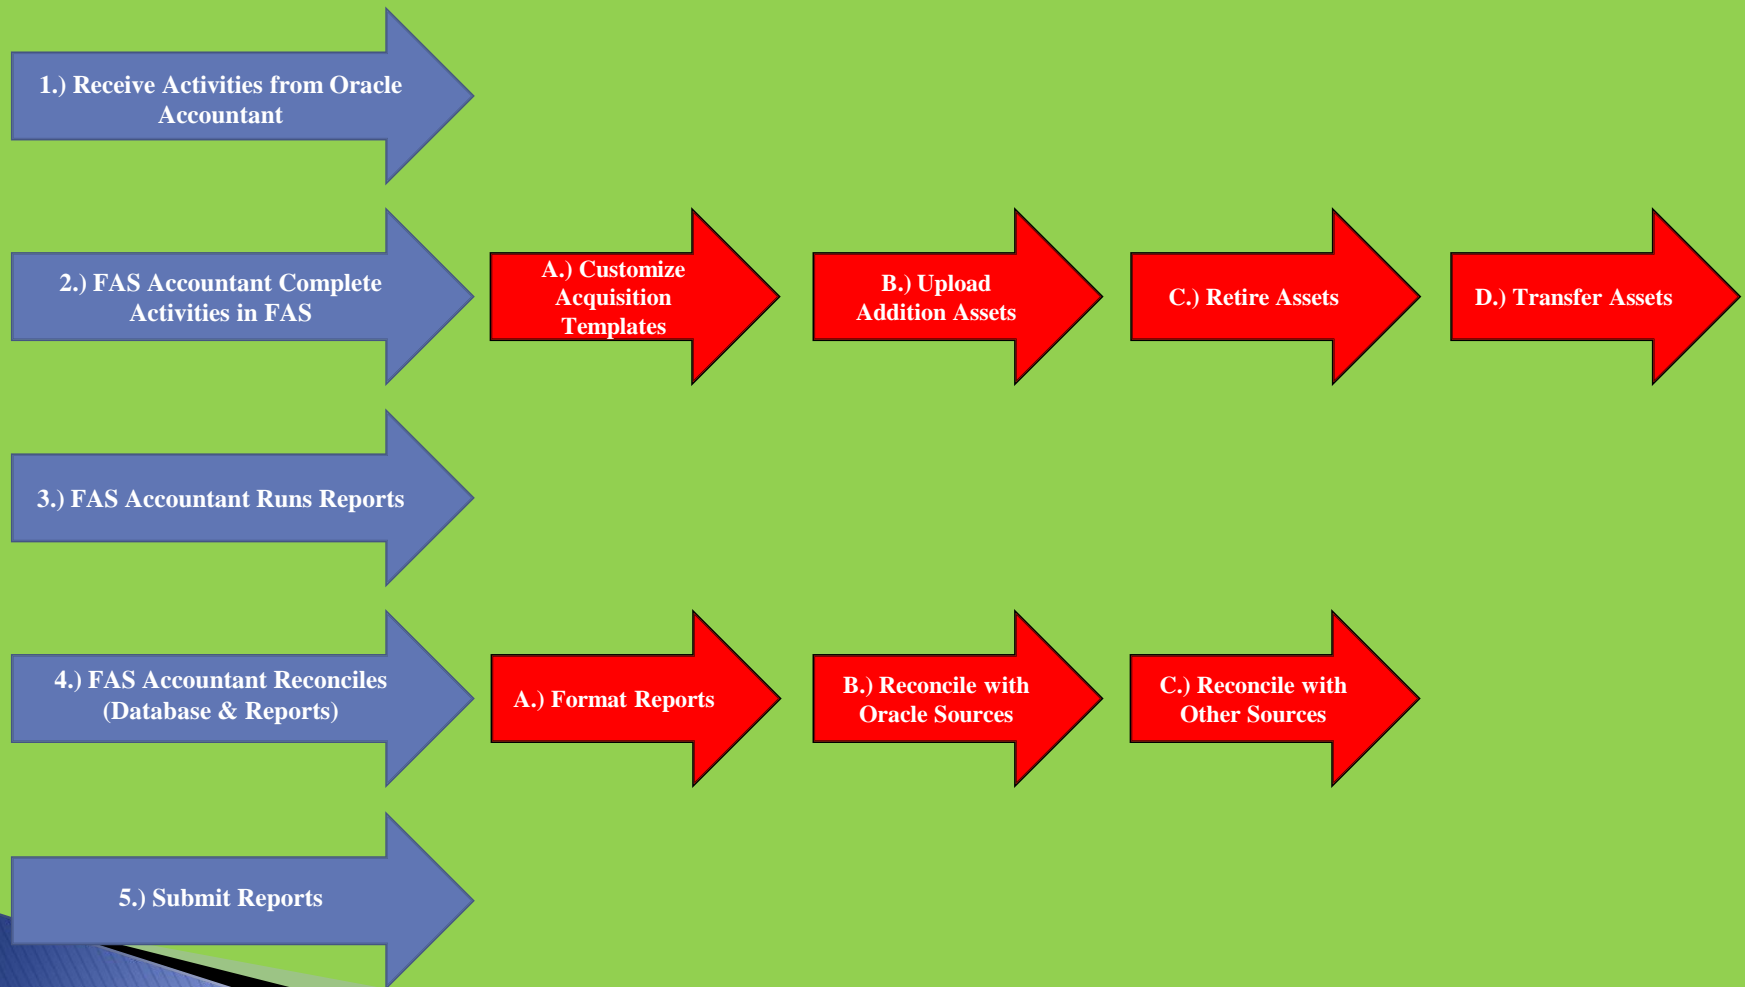 1.) Receive Activities from Oracle
Accountant
2.) FAS Accountant Complete
Activities in FAS
A.) Customize
Acquisition
Templates
B.) Upload
Addition Assets
C.) Retire Assets
D.) Transfer Assets
3.) FAS Accountant Runs Reports
4.) FAS Accountant Reconciles
(Database & Reports)
A.) Format Reports
B.) Reconcile with
Oracle Sources
C.) Reconcile with
Other Sources
5.) Submit Reports